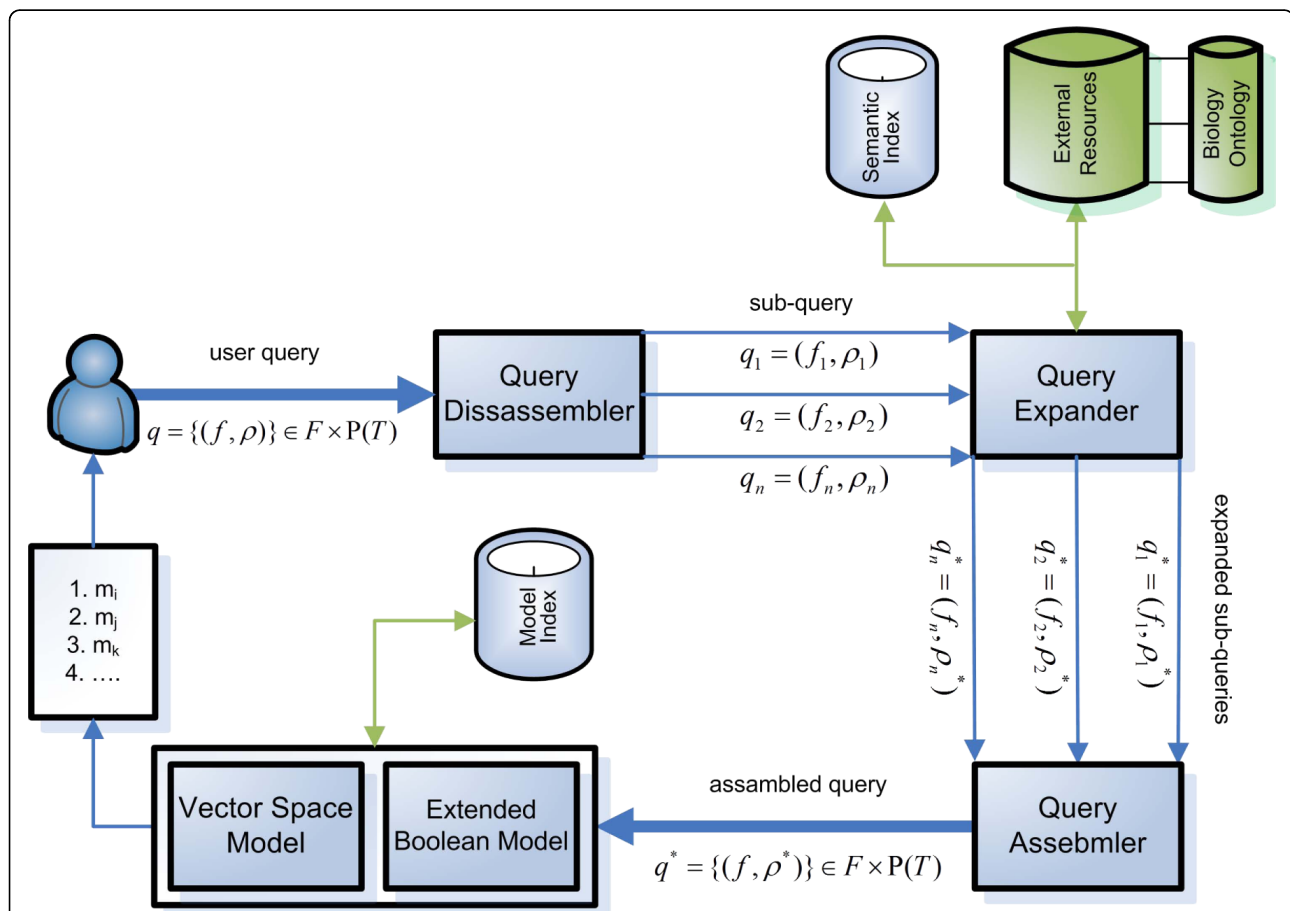 Semantic
Index
External
Resources
Biology
Ontology
user query
q = {(f, ρ)} ∈ F × P(T)
Query
Dissassembler
sub-query
q₁ = (f₁, ρ₁)
q₂ = (f₂, ρ₂)
qₙ = (fₙ, ρₙ)
Query
Expander
expanded sub-queries
q₁* = (f₁, ρ₁*)
q₂* = (f₂, ρ₂*)
qₙ* = (fₙ, ρₙ*)
Model
Index
1. mᵢ
2. mⱼ
3. mₖ
4. ....
Vector Space
Model
Extended
Boolean Model
assambled query
q* = {(f, ρ*)} ∈ F × P(T)
Query
Assebmler